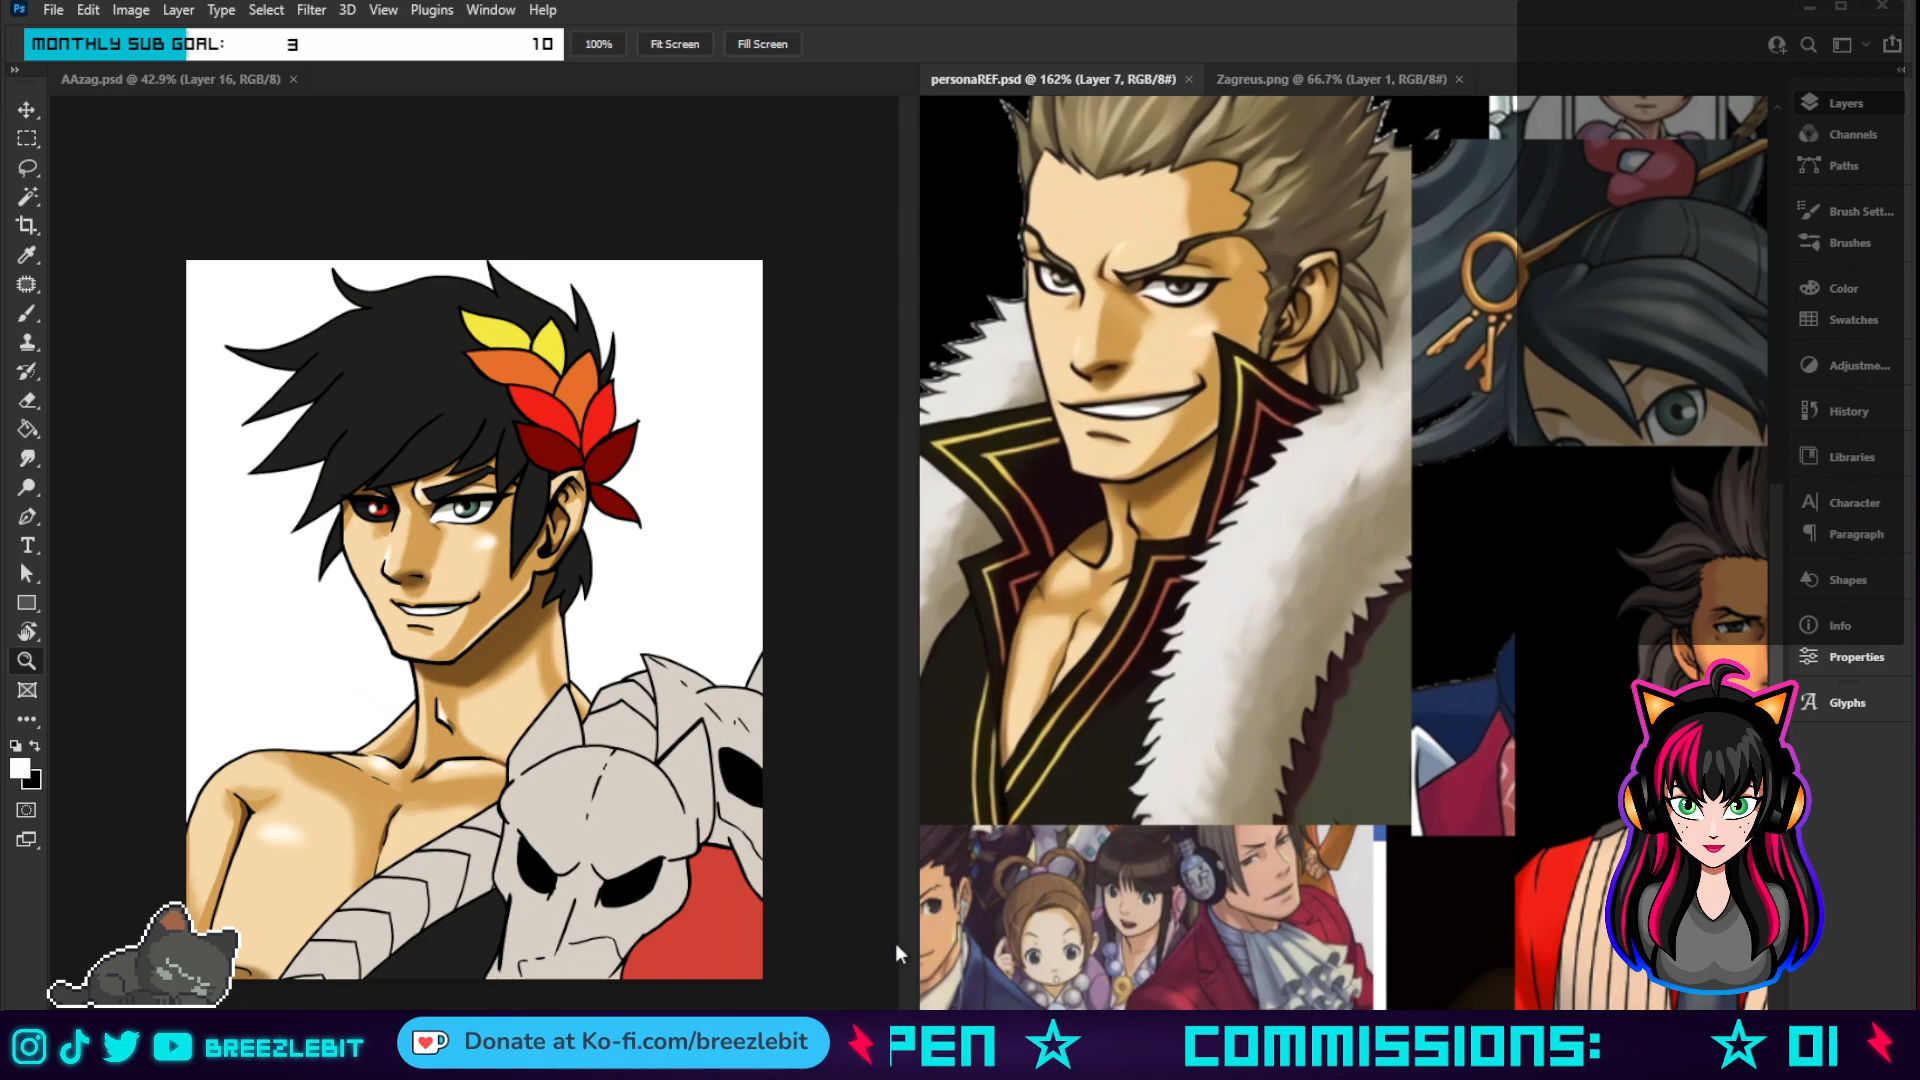 Ps File Edit Image Layer Type Select Filter 3D View Plugins Window Help
MONTHLY SUB GOAL: 3 10
100% Fit Screen Fill Screen
AAzag.psd @ 42.9% (Layer 16, RGB/8) ×
personaREF.psd @ 162% (Layer 7, RGB/8#) × Zagreus.png @ 66.7% (Layer 1, RGB/8#) ×
Layers
Channels
Paths
Brush Sett...
Brushes
Color
Swatches
Adjustme...
History
Libraries
Character
Paragraph
Shapes
Info
Properties
Glyphs
BREEZLEBIT
Donate at Ko-fi.com/breezlebit
PEN ☆ COMMISSIONS: ☆ OI